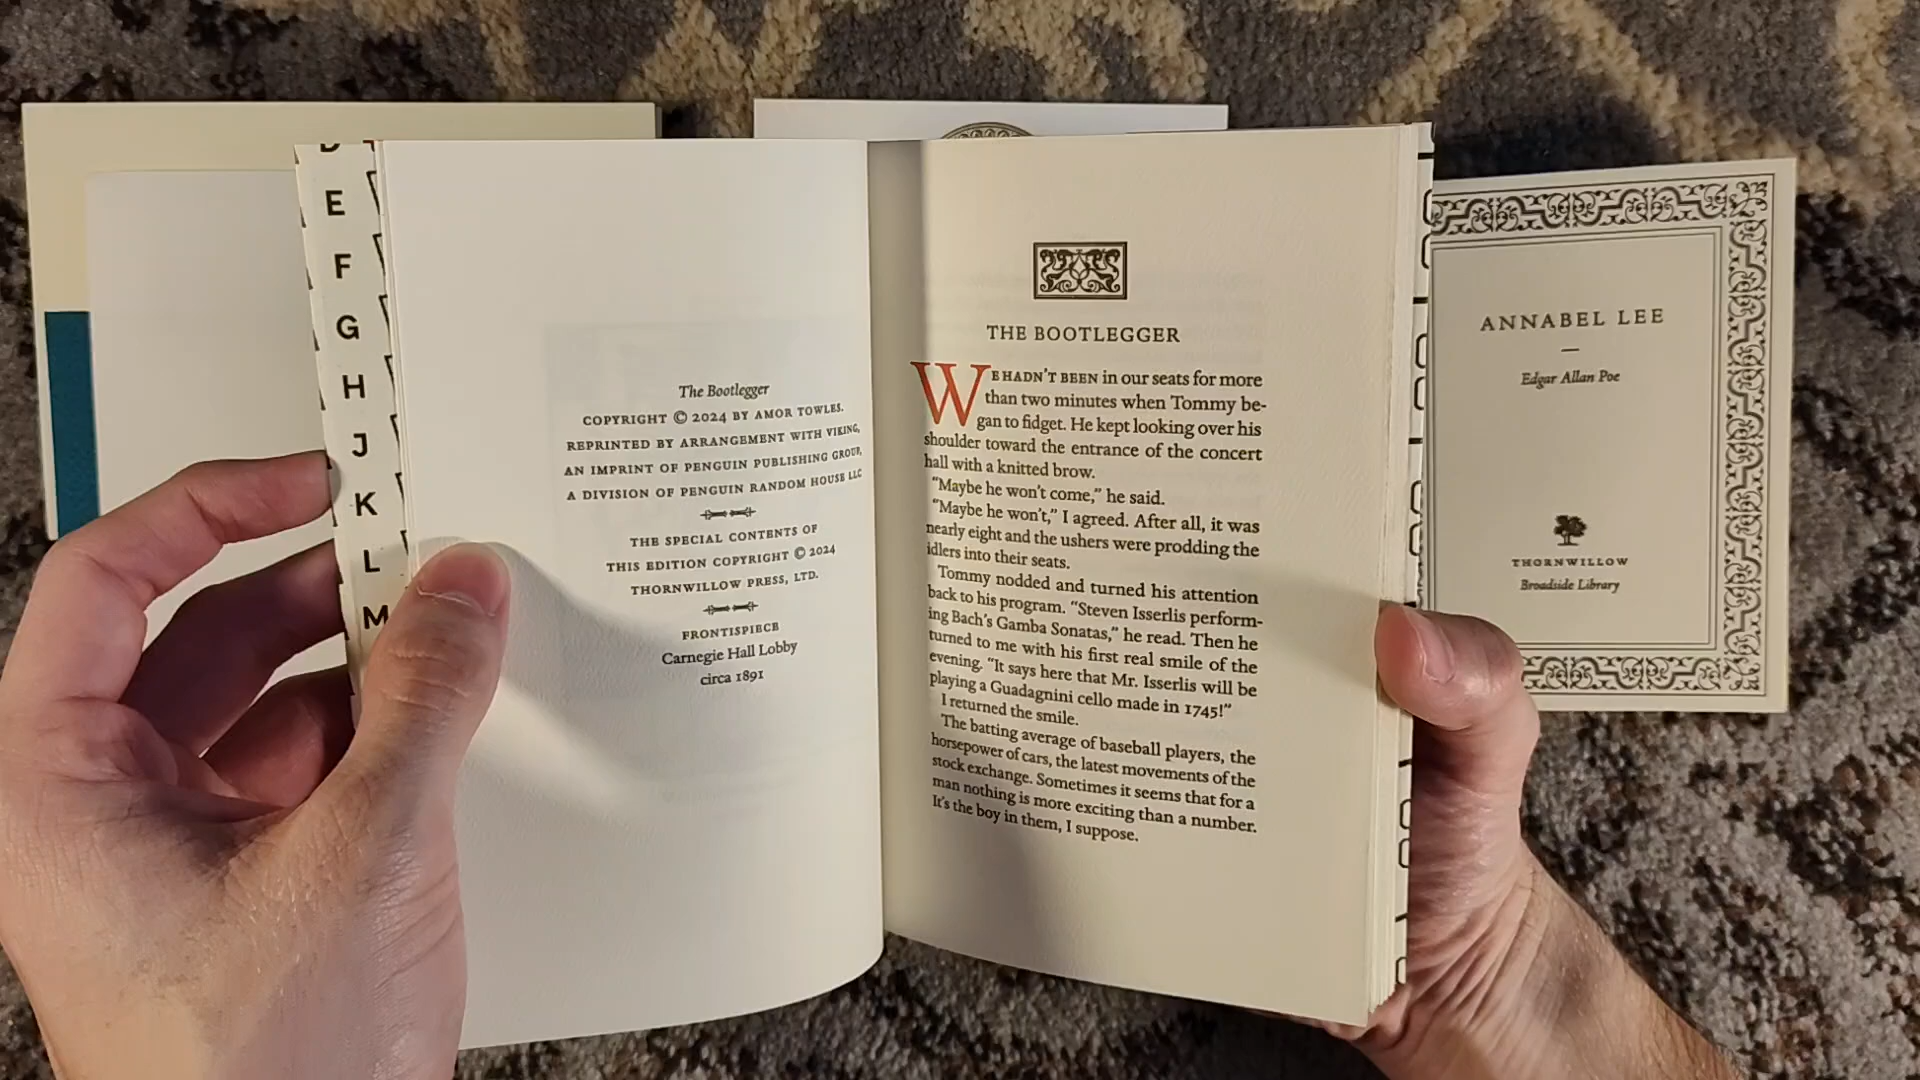 E
F
G
H
J
K
L
M
The Bootlegger
COPYRIGHT © 2024 BY AMOR TOWLES.
REPRINTED BY ARRANGEMENT WITH VIKING,
AN IMPRINT OF PENGUIN PUBLISHING GROUP,
A DIVISION OF PENGUIN RANDOM HOUSE LLC
THE SPECIAL CONTENTS OF
THIS EDITION COPYRIGHT © 2024
THORNWILLOW PRESS, LTD.
FRONTISPIECE
Carnegie Hall Lobby
circa 1891
THE BOOTLEGGER
WE HADN'T BEEN in our seats for more
than two minutes when Tommy be-
gan to fidget. He kept looking over his
shoulder toward the entrance of the concert
hall with a knitted brow.
"Maybe he won't come," he said.
"Maybe he won't," I agreed. After all, it was
nearly eight and the ushers were prodding the
idlers into their seats.
Tommy nodded and turned his attention
back to his program. "Steven Isserlis perform-
ing Bach's Gamba Sonatas," he read. Then he
turned to me with his first real smile of the
evening. "It says here that Mr. Isserlis will be
playing a Guadagnini cello made in 1745!"
I returned the smile.
The batting average of baseball players, the
horsepower of cars, the latest movements of the
stock exchange. Sometimes it seems that for a
man nothing is more exciting than a number.
It's the boy in them, I suppose.
ANNABEL LEE
Edgar Allan Poe
THORNWILLOW
Broadside Library